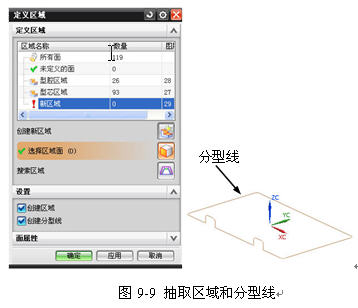 定义区域
定义区域
区域名称 数量 图层
所有面 119
未定义的面 0
型腔区域 26 28
型芯区域 93 27
新区域 0 29
创建新区域
选择区域面 (0)
搜索区域
设置
创建区域
创建分型线
面属性
确定 应用 取消
分型线
ZC
YC
XC
图 9-9 抽取区域和分型线